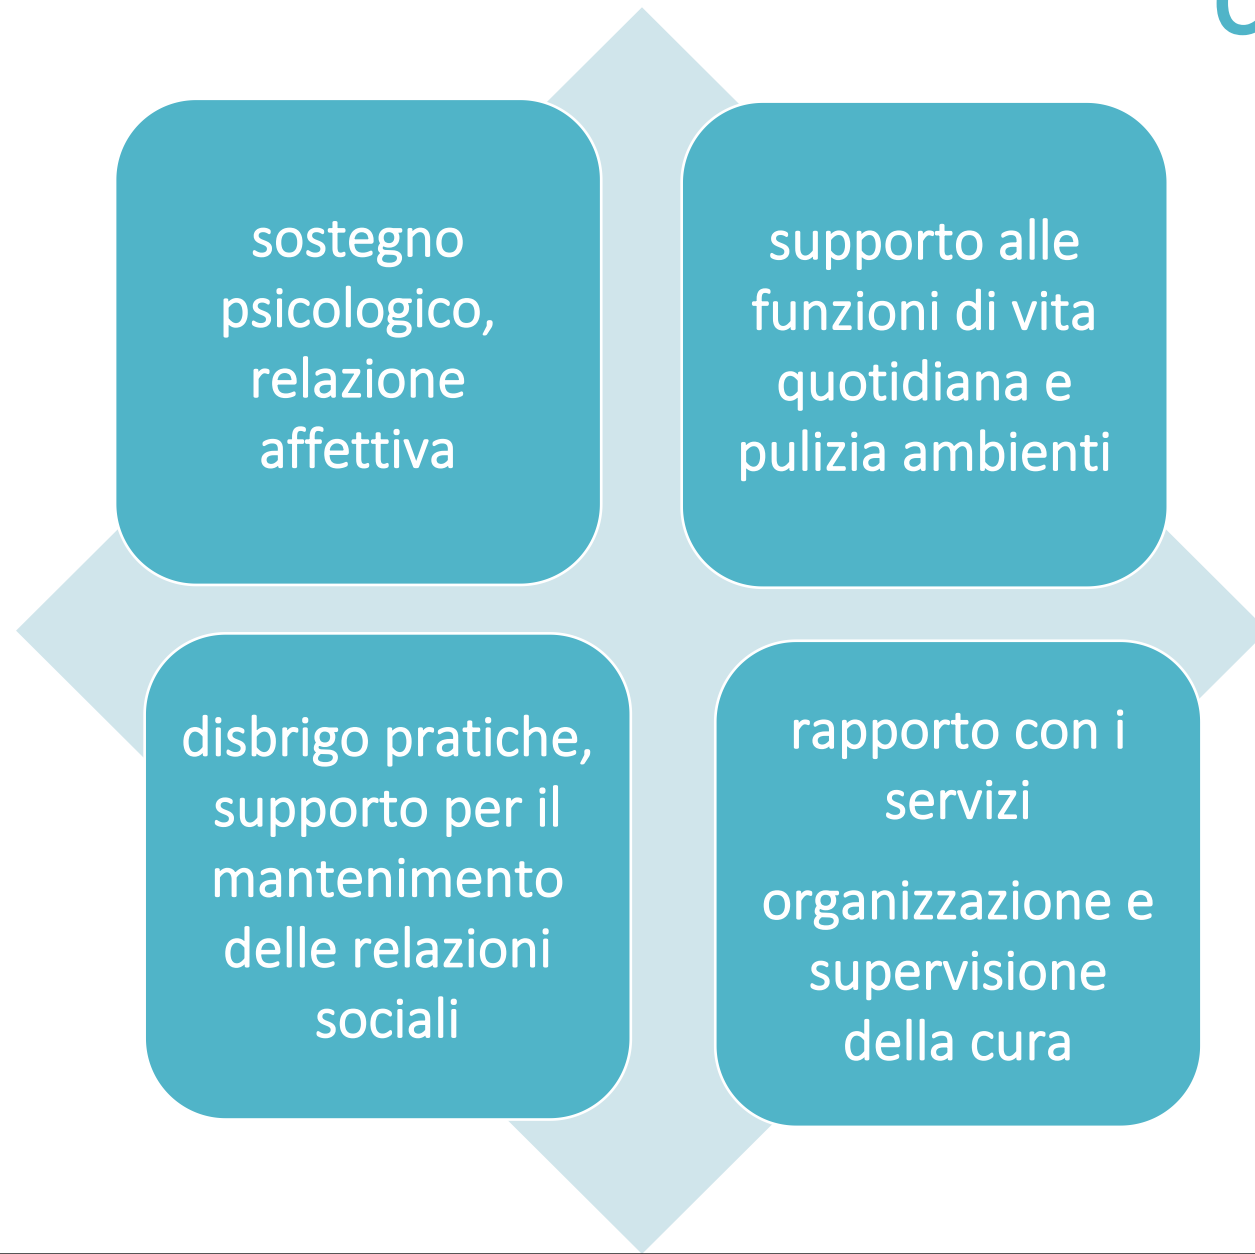 sostegno
psicologico,
relazione
affettiva
supporto alle
funzioni di vita
quotidiana e
pulizia ambienti
disbrigo pratiche,
supporto per il
mantenimento
delle relazioni
sociali
rapporto con i
servizi
organizzazione e
supervisione
della cura